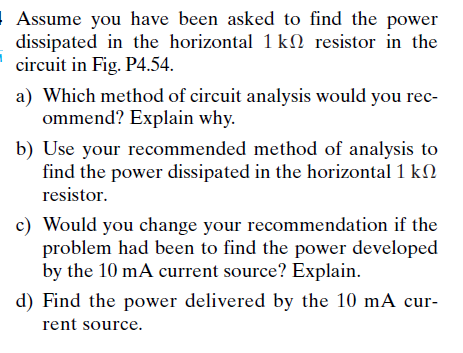 Assume you have been asked to find the power
dissipated in the horizontal 1 kΩ resistor in the
circuit in Fig. P4.54.
a) Which method of circuit analysis would you rec-
ommend? Explain why.
b) Use your recommended method of analysis to
find the power dissipated in the horizontal 1 kΩ
resistor.
c) Would you change your recommendation if the
problem had been to find the power developed
by the 10 mA current source? Explain.
d) Find the power delivered by the 10 mA cur-
rent source.